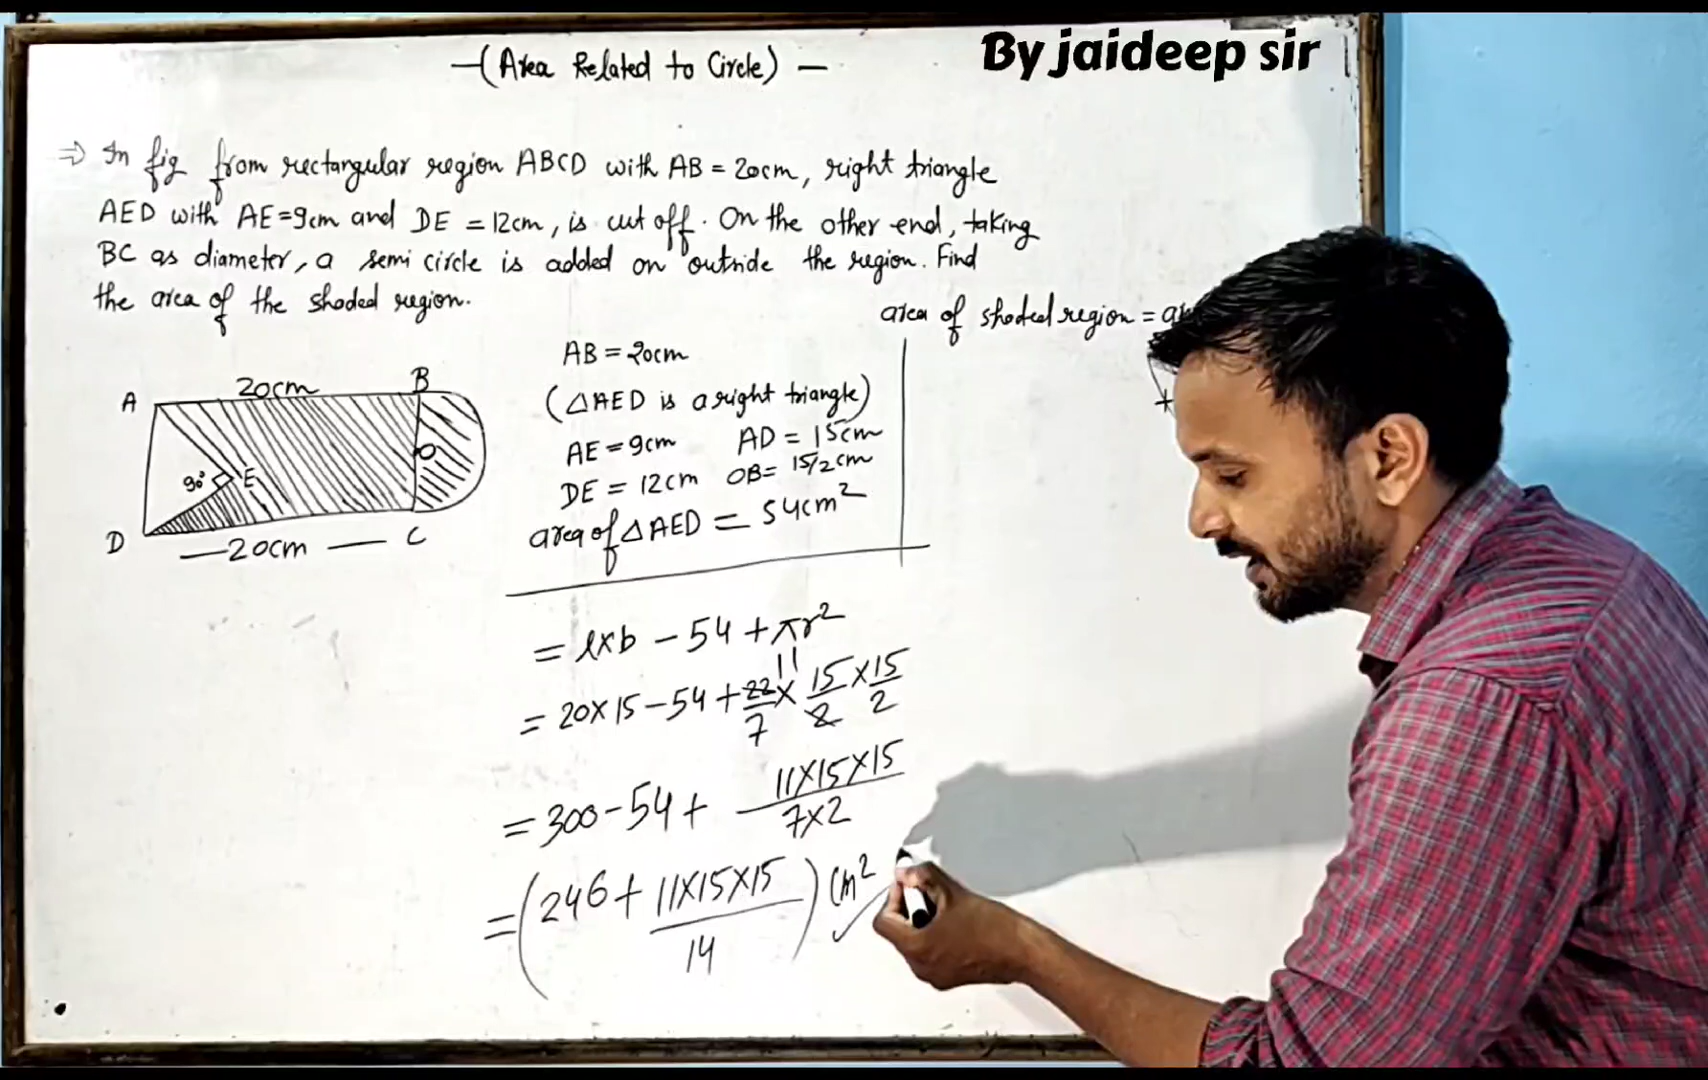 By jaideep sir
—(Area Related to Circle) —
⇒ In fig from rectangular region ABCD with AB = 20cm, right triangle
AED with AE=9cm and DE = 12cm, is cut off. On the other end, taking
BC as diameter, a semi circle is added on outside the region. Find
the area of the shaded region.
area of shaded region =
+
A 20cm B
O
90° E
D —20cm — C
AB = 20cm
(△AED is a right triangle)
AE = 9cm AD = 15cm
DE = 12cm OB= 15/2 cm
area of △AED = 54cm²
= l×b - 54 + πr²
11
= 20×15 - 54 + 22/7 × 15/2 × 15/2
= 300 - 54 + 11×15×15/7×2
= (246 + 11×15×15/14) cm²